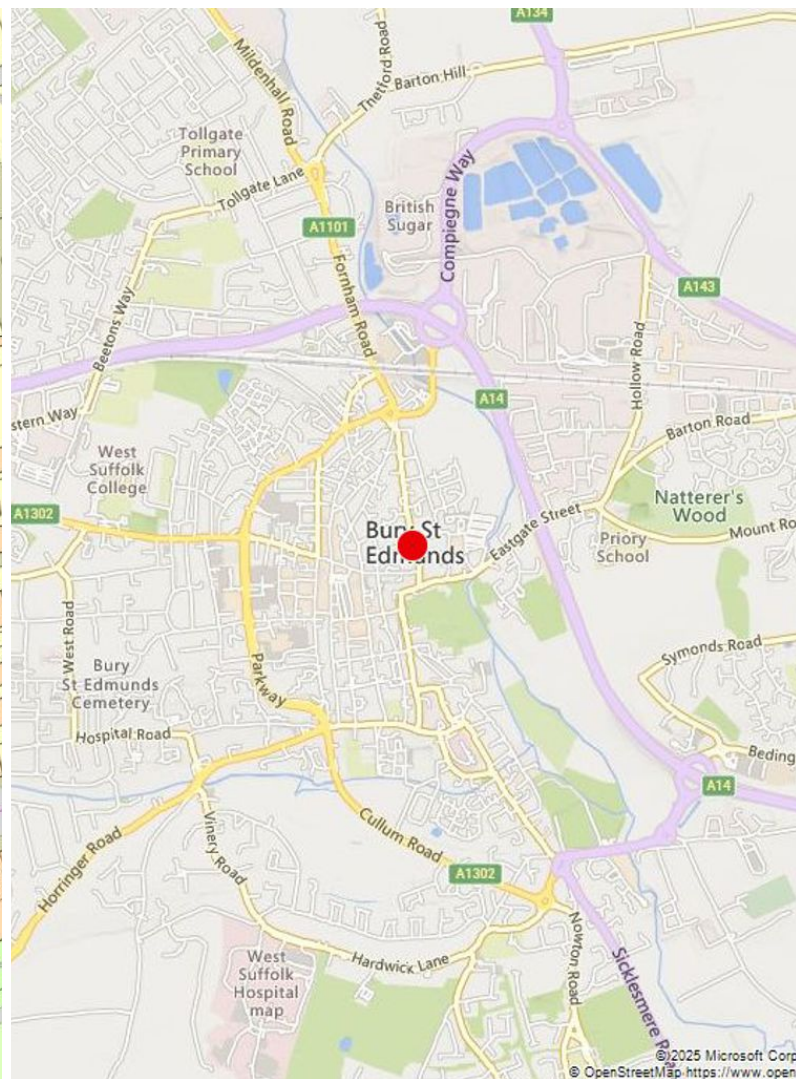 A134
Mildenhall Road
Thetford Road
Barton Hill
Tollgate
Primary
School
Tollgate Lane
British
Sugar
Compiegne Way
A1101
Fornham Road
A143
Beetons Way
Hollow Road
A14
stern Way
Barton Road
West
Suffolk
College
Natterer's
Wood
A1302
Bury St
Edmunds
Eastgate Street
Mount Ro
Priory
School
West Road
Symonds Road
Bury
St Edmunds
Cemetery
Parkway
Hospital Road
Beding
A14
Vinery Road
Cullum Road
Horringer Road
A1302
Nowton Road
West
Suffolk
Hospital
map
Hardwick Lane
Sicklesmere Ro
©2025 Microsoft Corp
© OpenStreetMap https://www.open